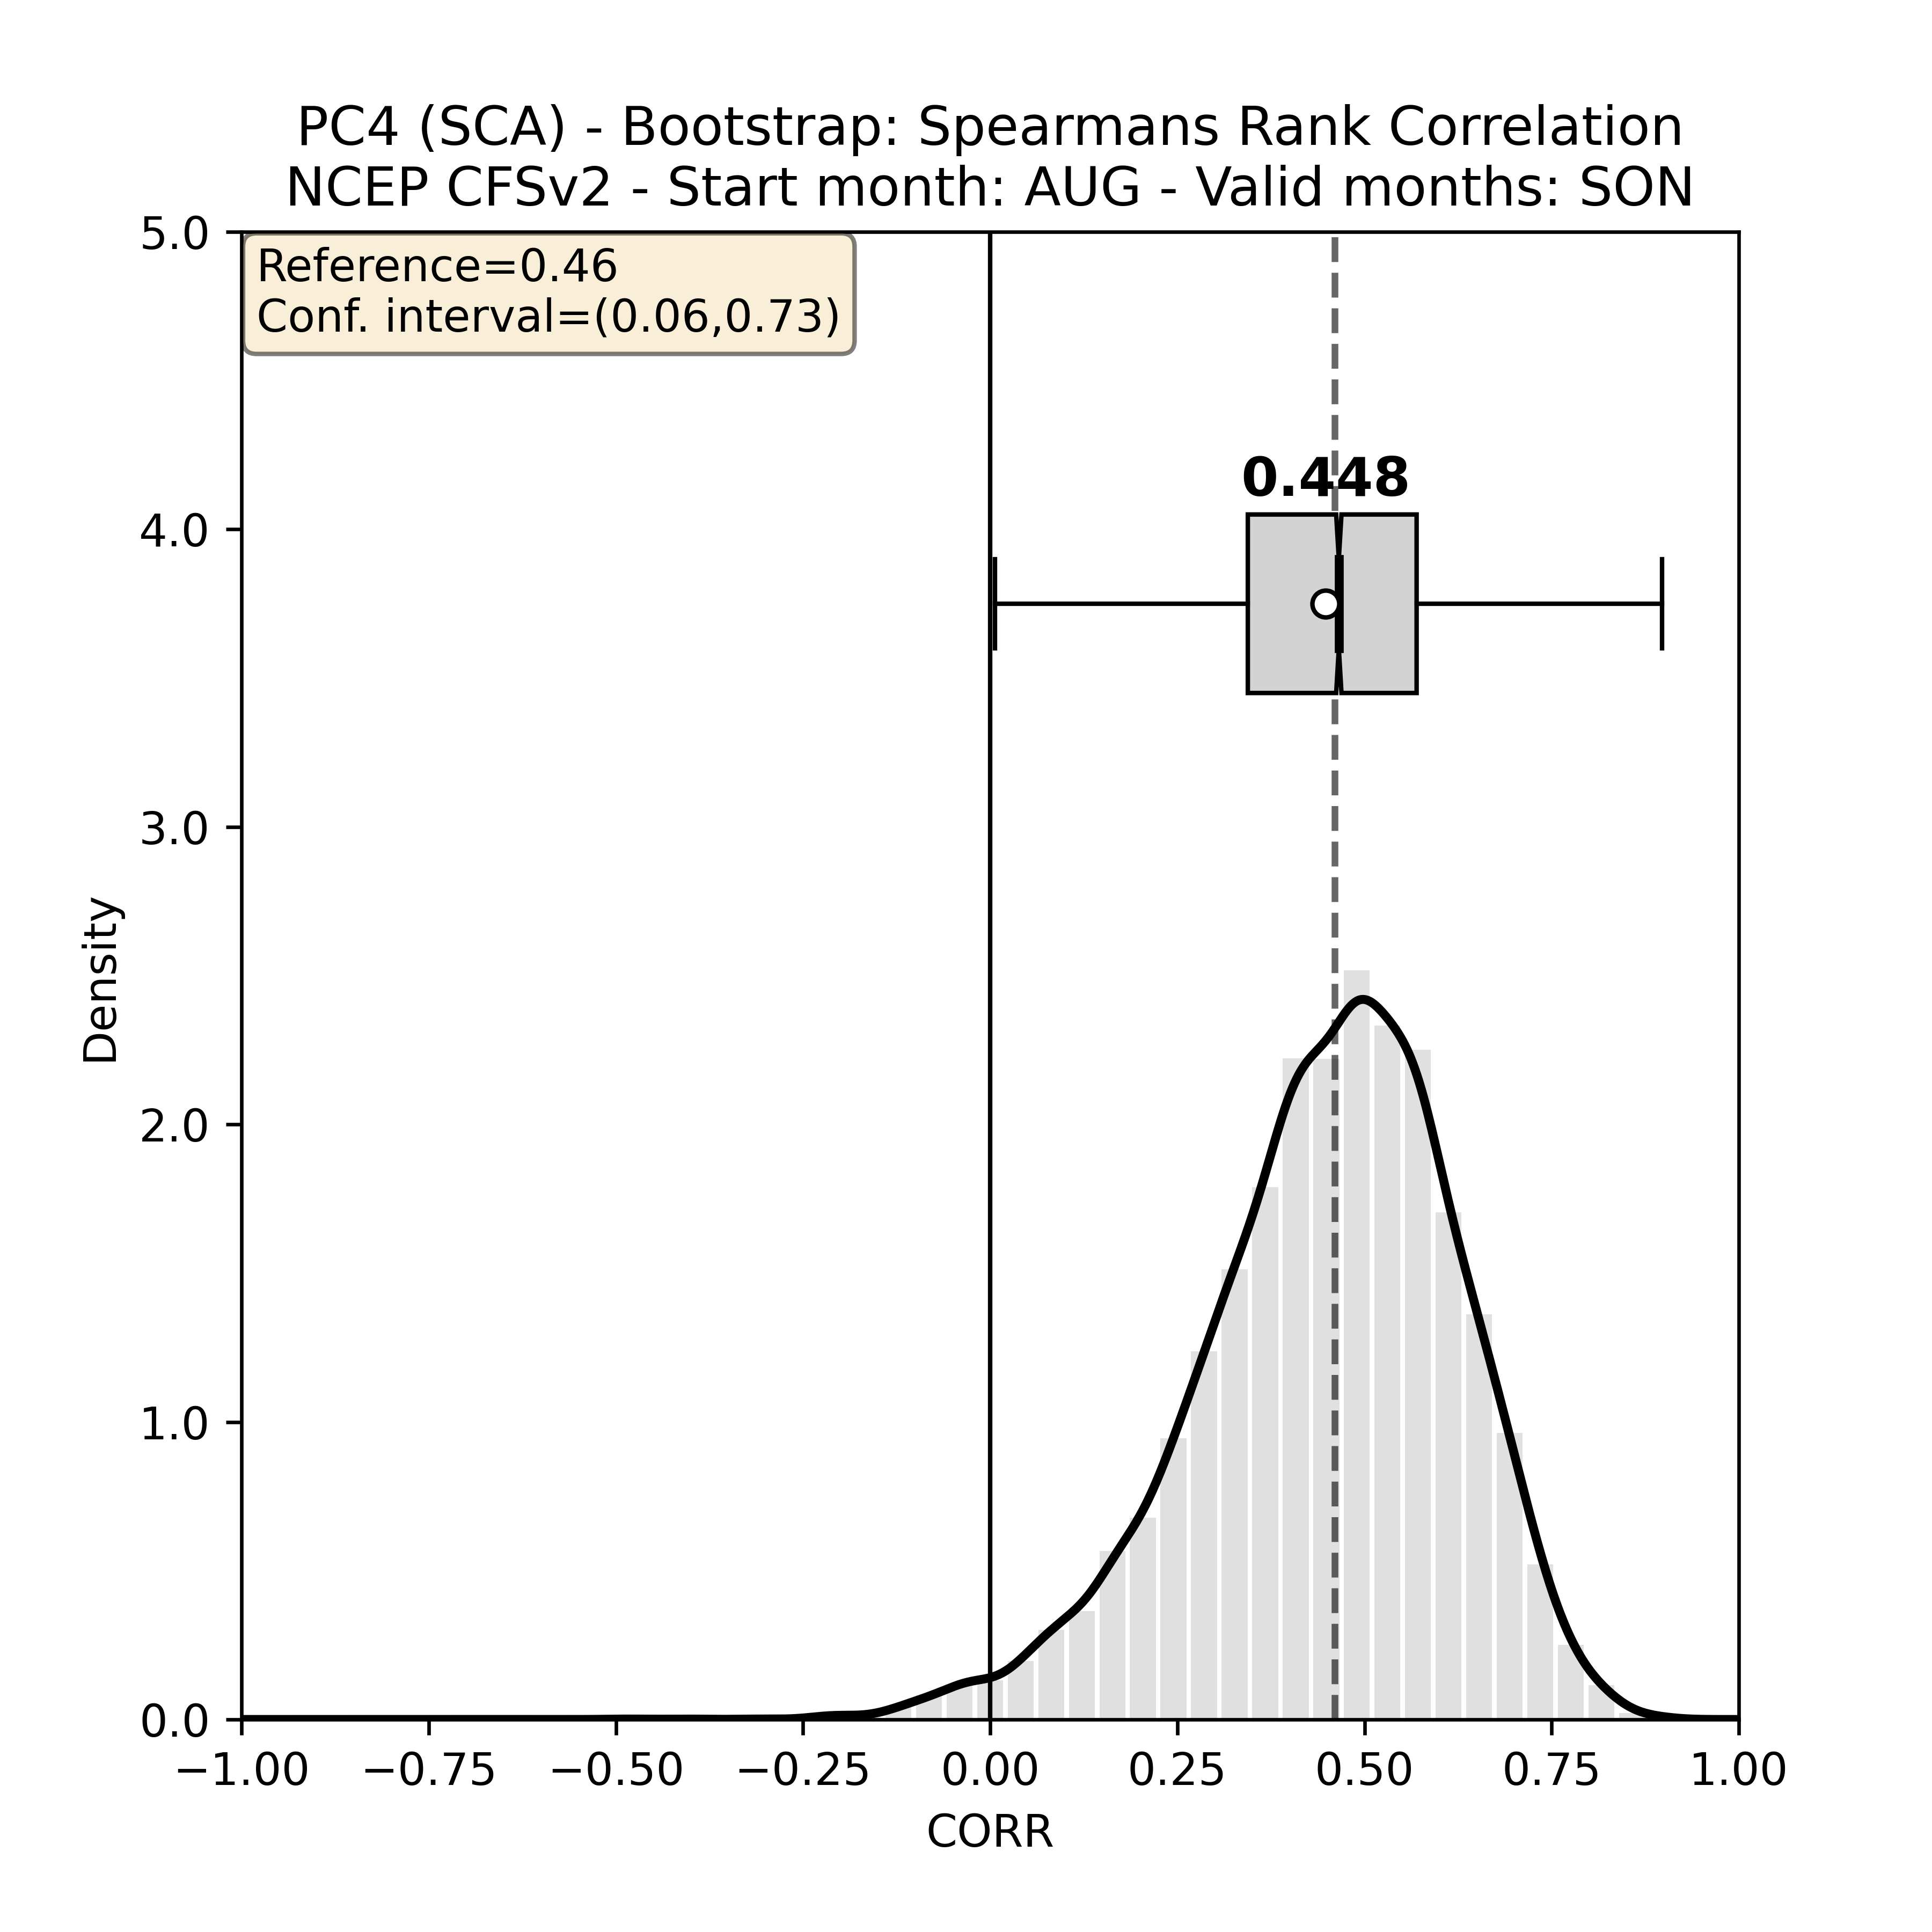 PC4 (SCA) - Bootstrap: Spearmans Rank Correlation
NCEP CFSv2 - Start month: AUG - Valid months: SON
5.0
Reference=0.46
Conf. interval=(0.06,0.73)
0.448
4.0
3.0
Density
2.0
1.0
0.0
−1.00 −0.75 −0.50 −0.25 0.00 0.25 0.50 0.75 1.00
CORR